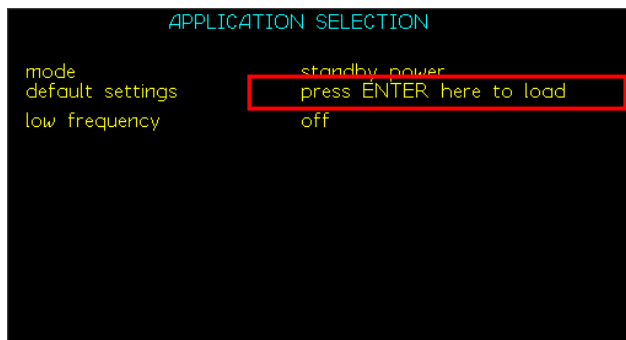 APPLICATION SELECTION
mode standby power
default settings press ENTER here to load
low frequency off